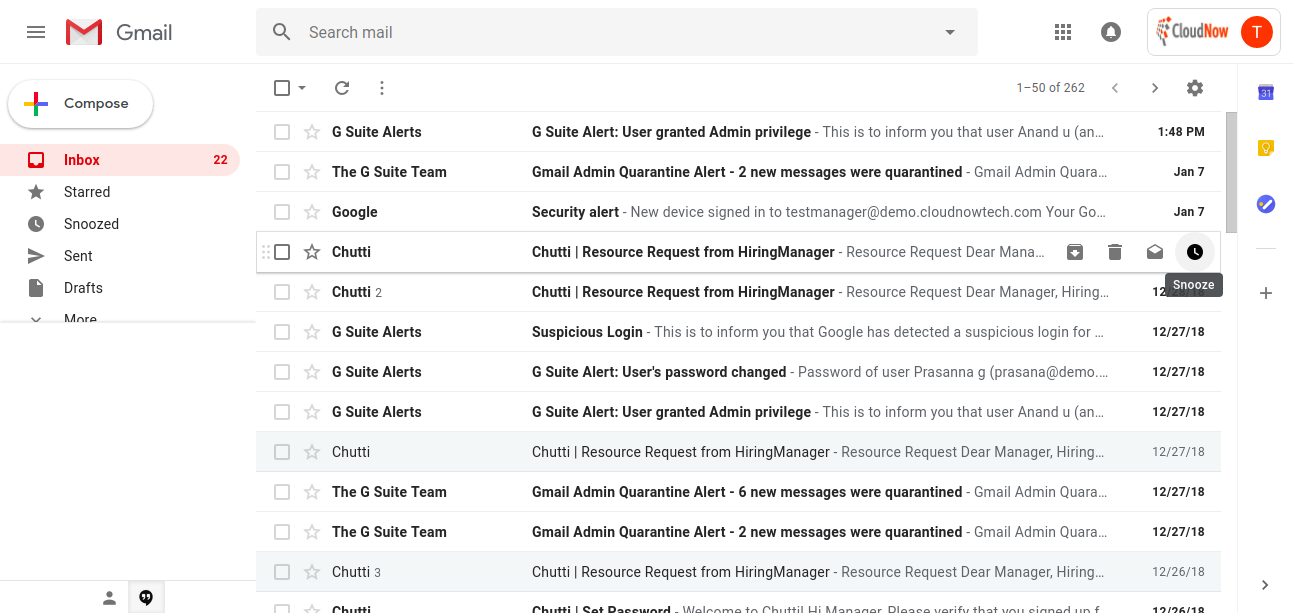 Gmail
Search mail
CloudNow
T
Compose
1–50 of 262
31
Inbox 22
Starred
Snoozed
Sent
Drafts
More
G Suite Alerts G Suite Alert: User granted Admin privilege - This is to inform you that user Anand u (an… 1:48 PM
The G Suite Team Gmail Admin Quarantine Alert - 2 new messages were quarantined - Gmail Admin Quara… Jan 7
Google Security alert - New device signed in to testmanager@demo.cloudnowtech.com Your Go… Jan 7
Chutti Chutti | Resource Request from HiringManager - Resource Request Dear Mana…
Snooze
Chutti 2 Chutti | Resource Request from HiringManager - Resource Request Dear Manager, Hiring…
G Suite Alerts Suspicious Login - This is to inform you that Google has detected a suspicious login for … 12/27/18
G Suite Alerts G Suite Alert: User's password changed - Password of user Prasanna g (prasana@demo.… 12/27/18
G Suite Alerts G Suite Alert: User granted Admin privilege - This is to inform you that user Anand u (an… 12/27/18
Chutti Chutti | Resource Request from HiringManager - Resource Request Dear Manager, Hiring… 12/27/18
The G Suite Team Gmail Admin Quarantine Alert - 6 new messages were quarantined - Gmail Admin Quara… 12/27/18
The G Suite Team Gmail Admin Quarantine Alert - 2 new messages were quarantined - Gmail Admin Quara… 12/27/18
Chutti 3 Chutti | Resource Request from HiringManager - Resource Request Dear Manager, Hiring… 12/26/18
Chutti Chutti | Set Password - Welcome to Chutti! Hi Manager, Please verify that you signed up f… 12/26/18